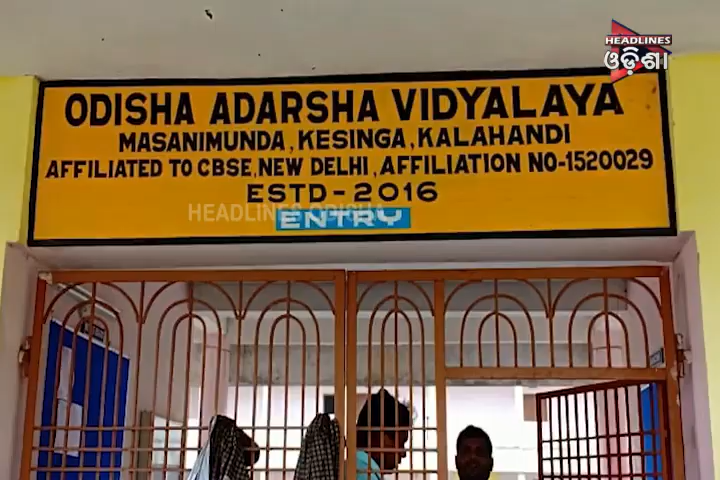 HEADLINES
ଓଡ଼ିଶା
ODISHA ADARSHA VIDYALAYA
MASANIMUNDA, KESINGA, KALAHANDI
AFFILIATED TO CBSE, NEW DELHI, AFFILIATION NO-1520029
ESTD-2016
HEADLINES ODISHA
ENTRY